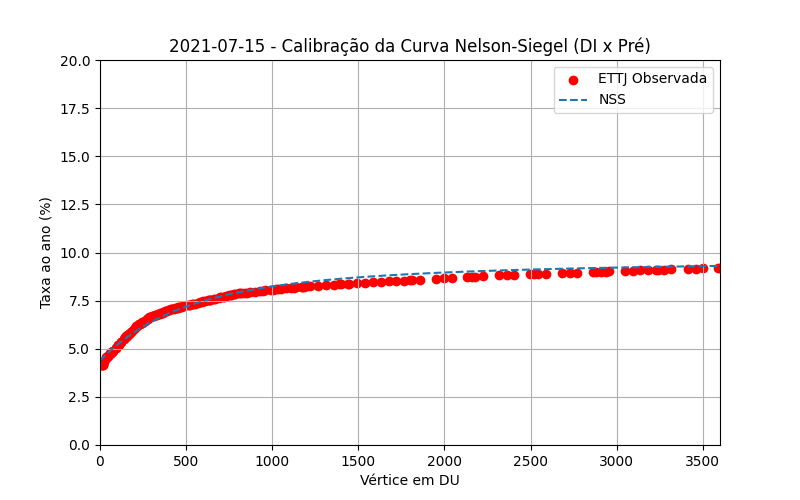 2021-07-15 - Calibração da Curva Nelson-Siegel (DI x Pré)
ETTJ Observada
NSS
Taxa ao ano (%)
20.0
17.5
15.0
12.5
10.0
7.5
5.0
2.5
0.0
0 500 1000 1500 2000 2500 3000 3500
Vértice em DU